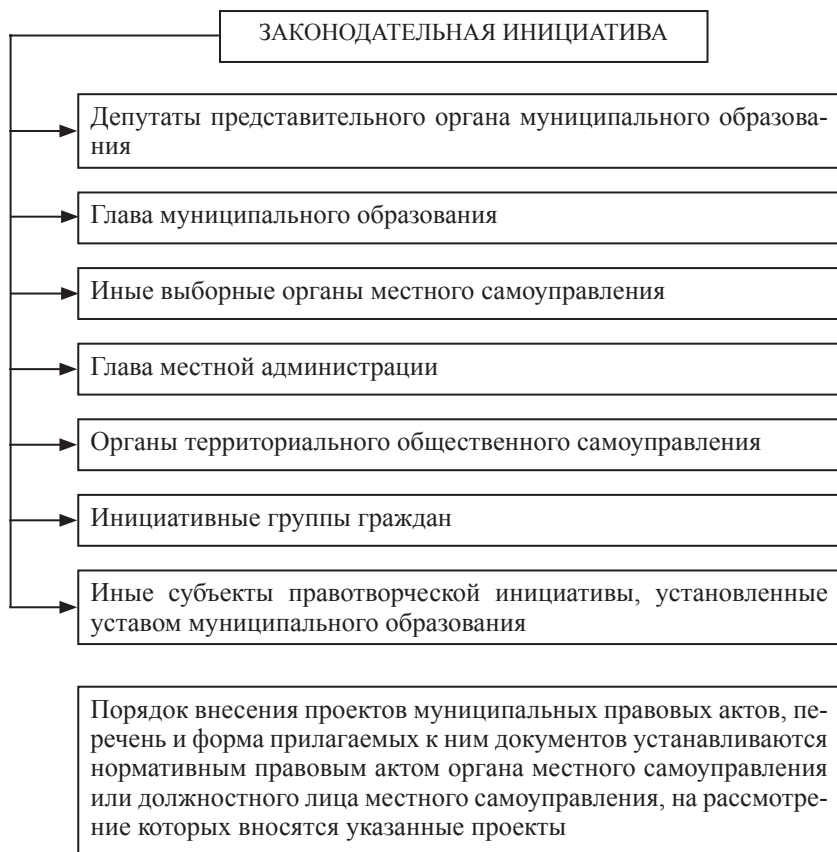 ЗАКОНОДАТЕЛЬНАЯ ИНИЦИАТИВА
Депутаты представительного органа муниципального образова-
ния
Глава муниципального образования
Иные выборные органы местного самоуправления
Глава местной администрации
Органы территориального общественного самоуправления
Инициативные группы граждан
Иные субъекты правотворческой инициативы, установленные
уставом муниципального образования
Порядок внесения проектов муниципальных правовых актов, пе-
речень и форма прилагаемых к ним документов устанавливаются
нормативным правовым актом органа местного самоуправления
или должностного лица местного самоуправления, на рассмотре-
ние которых вносятся указанные проекты